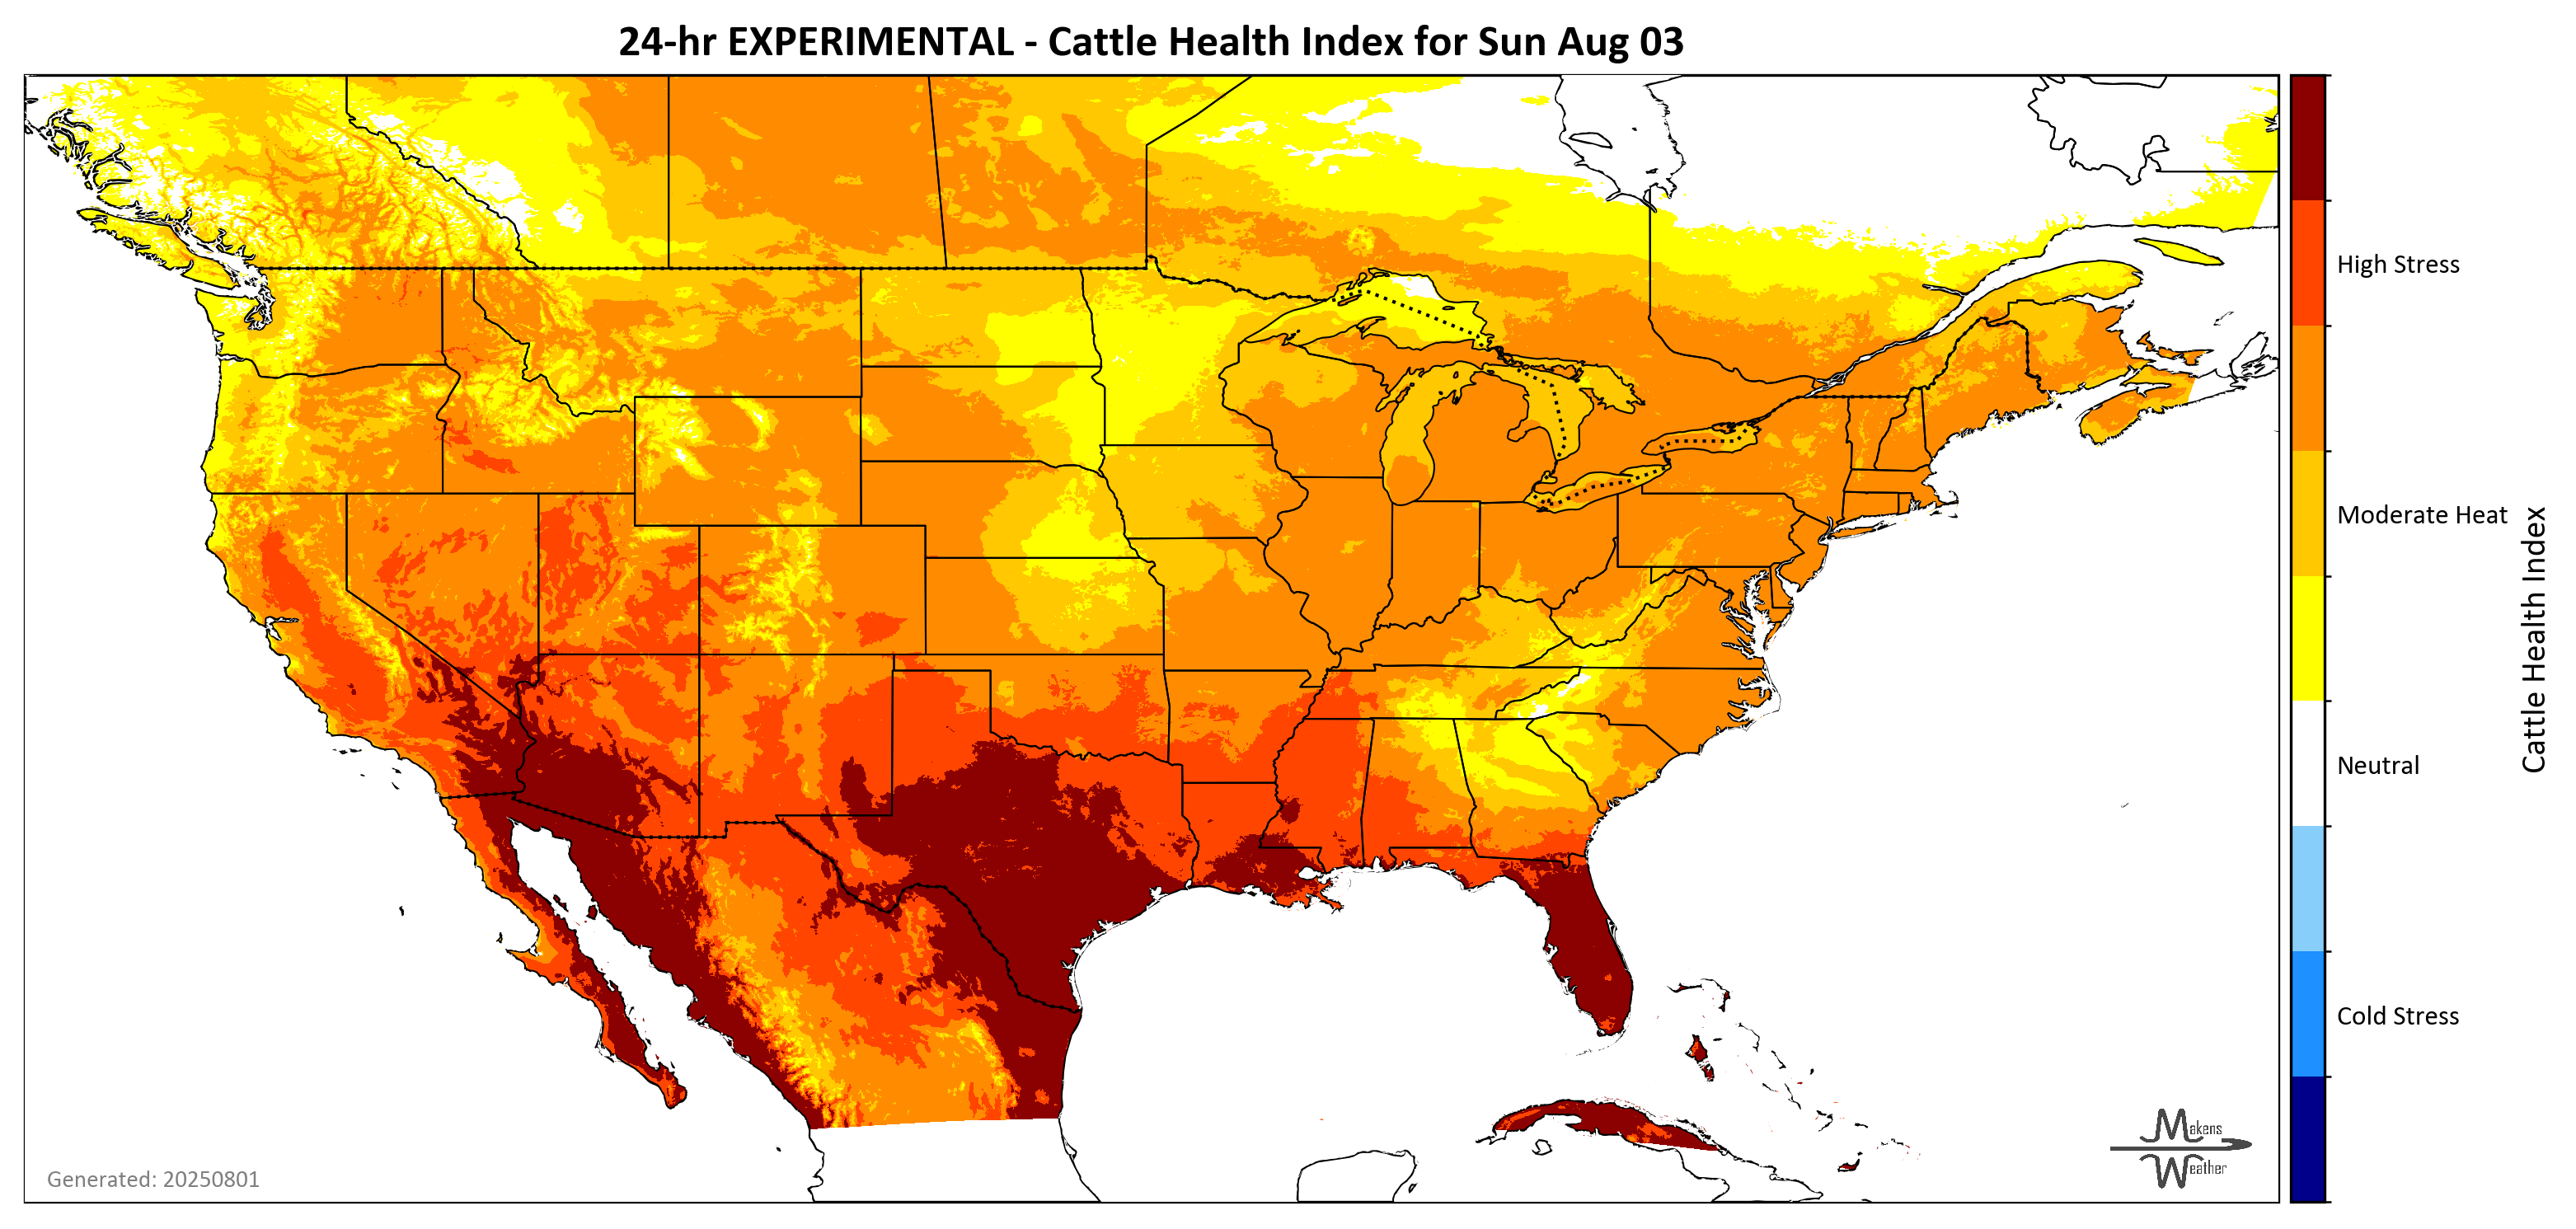 24-hr EXPERIMENTAL - Cattle Health Index for Sun Aug 03
High Stress
Moderate Heat
Neutral
Cold Stress
Cattle Health Index
Generated: 20250801
Makens
Weather